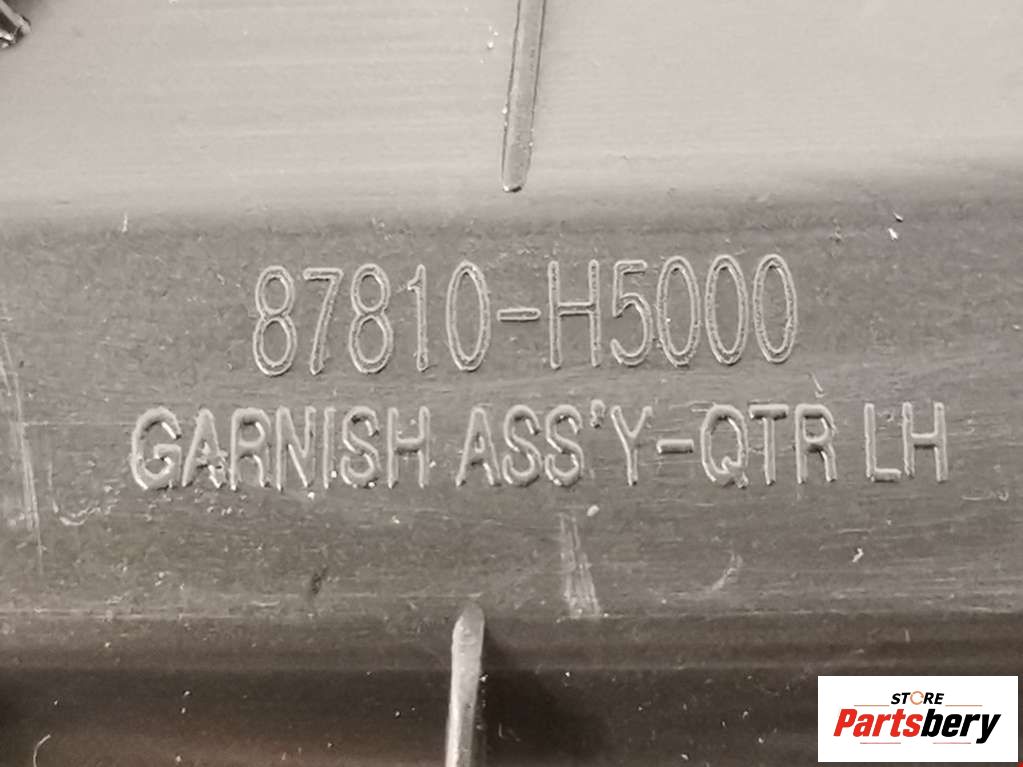 87810-H5000
GARNISH ASS'Y-QTR LH
STORE
Partsbery